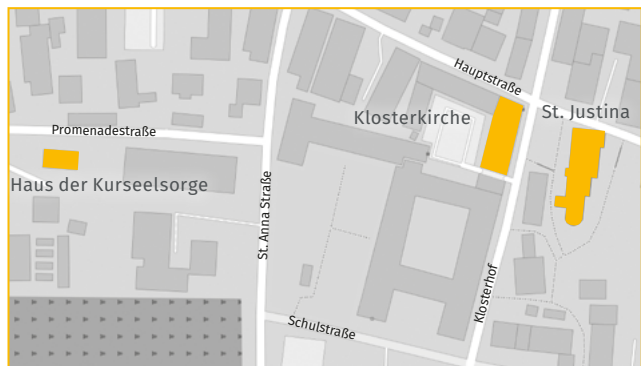 Hauptstraße
Klosterkirche
St. Justina
Promenadestraße
Haus der Kurseelsorge
St. Anna Straße
Klosterhof
Schulstraße